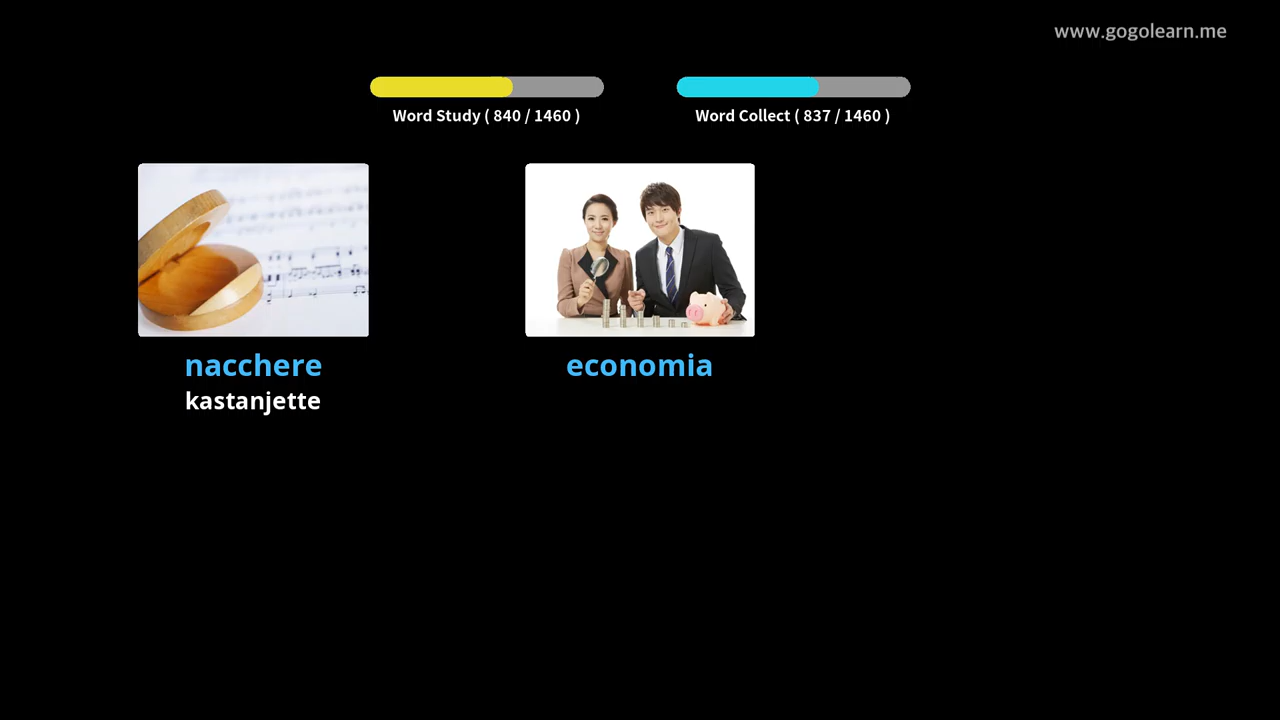 www.gogolearn.me
Word Study ( 840 / 1460 )
Word Collect ( 837 / 1460 )
nacchere
kastanjette
economia